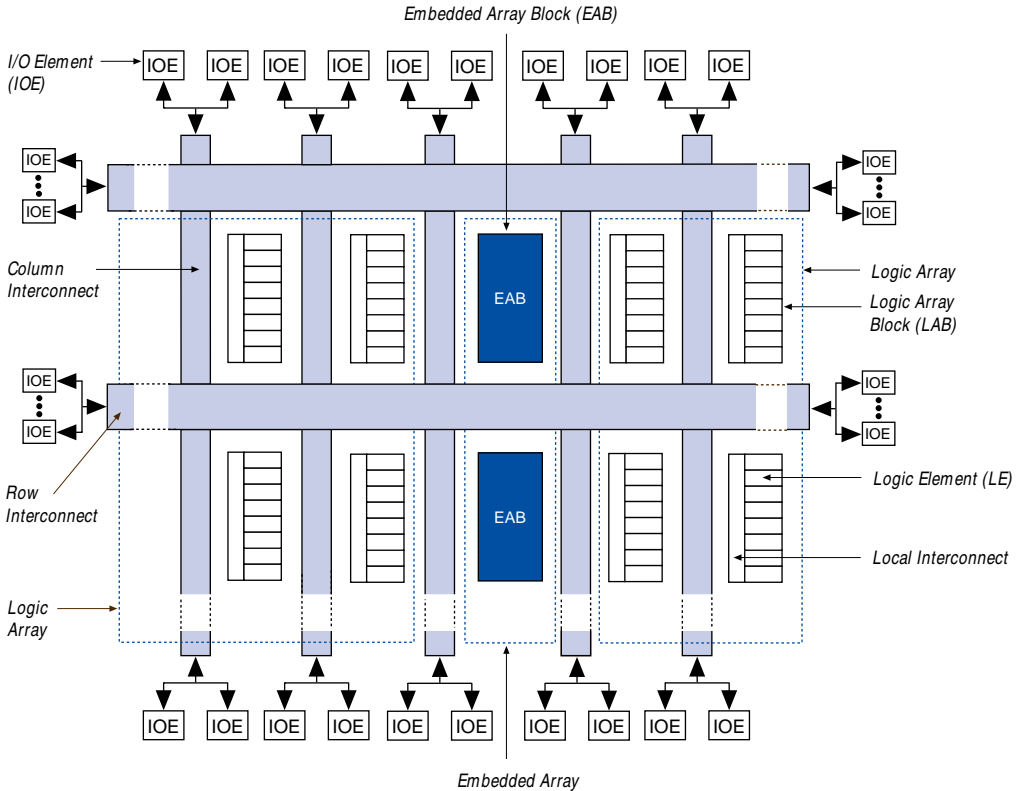 Embedded Array Block (EAB)
I/O Element
(IOE)
IOE IOE IOE IOE IOE IOE IOE IOE IOE IOE
IOE
IOE
IOE
IOE
Column
Interconnect
EAB
Logic Array
Logic Array
Block (LAB)
IOE
IOE
IOE
IOE
Row
Interconnect
EAB
Logic Element (LE)
Local Interconnect
Logic
Array
IOE IOE IOE IOE IOE IOE IOE IOE IOE IOE
Embedded Array